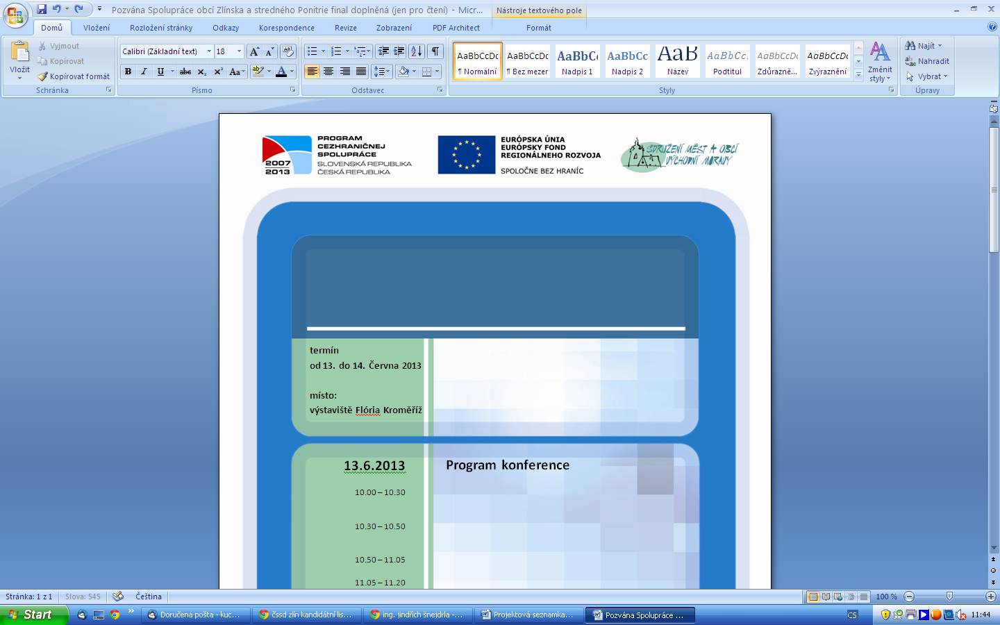 Pozvána Spolupráce obcí Zlínska a stredného Ponitrie final doplněná (jen pro čtení) - Micr...
Nástroje textového pole
Domů Vložení Rozložení stránky Odkazy Korespondence Revize Zobrazení PDF Architect Formát
Vložit
Vyjmout
Kopírovat
Kopírovat formát
Schránka
Calibri (Základní text) 18
Písmo
Odstavec
AaBbCcDc AaBbCcDc AaBbCc AaBbCc AaB AaBbCc. AaBbCcDc AaBbCcDc
¶ Normální ¶ Bez mezer Nadpis 1 Nadpis 2 Název Podtitul Zdůrazně... Zvýraznění
Změnit
styly
Styly
Najít
Nahradit
Vybrat
Úpravy
PROGRAM
CEZHRANIČNEJ
SPOLUPRÁCE
SLOVENSKÁ REPUBLIKA
ČESKÁ REPUBLIKA
2007
2013
EURÓPSKA ÚNIA
EURÓPSKY FOND
REGIONÁLNEHO ROZVOJA
SPOLOČNE BEZ HRANÍC
SDRUŽENÍ MĚST A OBCÍ
VÝCHODNÍ MORAVY
termín
od 13. do 14. Června 2013
místo:
výstaviště Flória Kroměříž
13.6.2013 Program konference
10.00 – 10.30
10.30 – 10.50
10.50 – 11.05
11.05 – 11.20
Stránka: 1 z 1 Slova: 545 Čeština 100 %
Start
Doručená pošta - kuc...
čssd zlín kandidátní lis...
ing. jindřich šnejdrla -...
Projektová seznamka...
Pozvána Spolupráce ...
CS
11:44